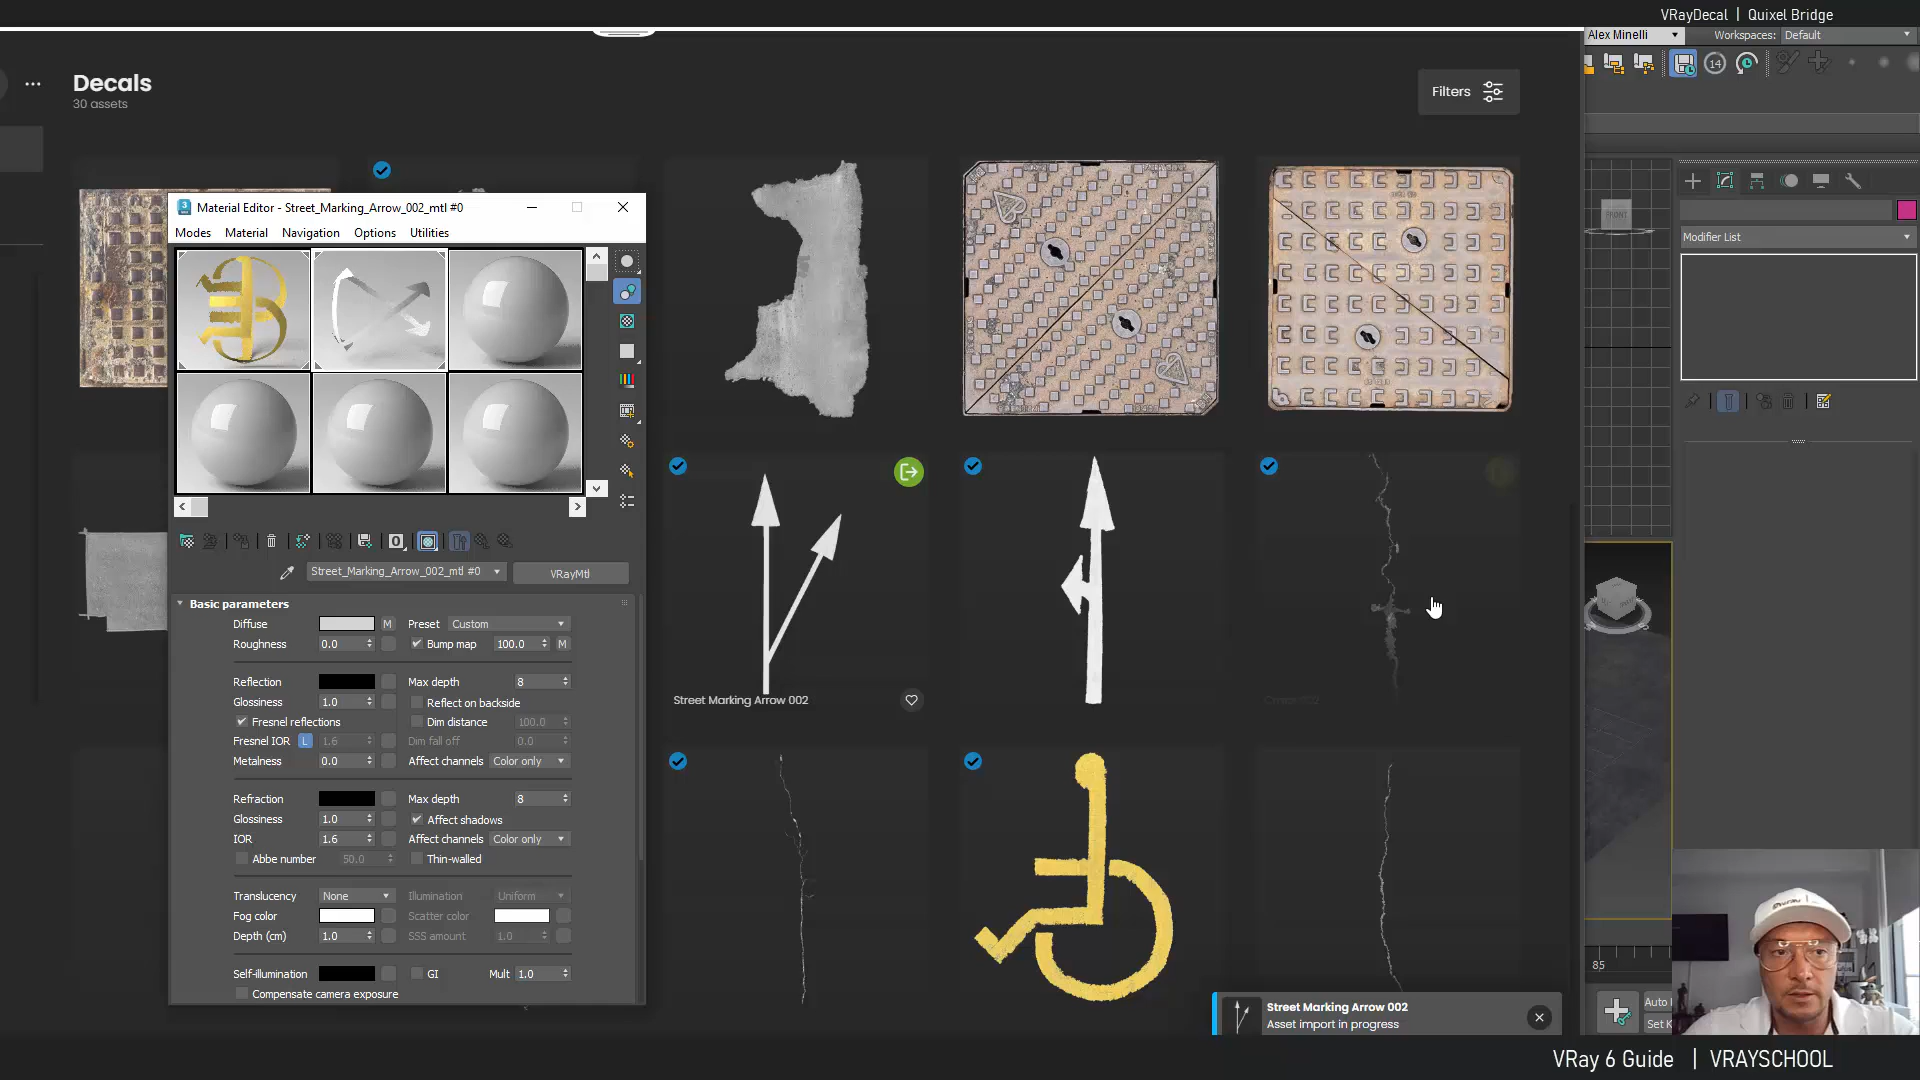 VRayDecal | Quixel Bridge
Alex Minelli
Workspaces: Default
14
Decals
30 assets
Filters
Material Editor - Street_Marking_Arrow_002_mtl #0
Modes Material Navigation Options Utilities
FRONT
Modifier List
Street_Marking_Arrow_002_mtl #0
VRayMtl
Basic parameters
Diffuse M Preset Custom
Roughness 0.0 Bump map 100.0 M
Reflection Max depth 8
Glossiness 1.0 Reflect on backside
Fresnel reflections Dim distance 100.0
Fresnel IOR L 1.6 Dim fall off 0.0
Metalness 0.0 Affect channels Color only
Refraction Max depth 8
Glossiness 1.0 Affect shadows
IOR 1.6 Affect channels Color only
Abbe number 50.0 Thin-walled
Translucency None Illumination Uniform
Fog color Scatter color
Depth (cm) 1.0 SSS amount 1.0
Self-illumination GI Mult 1.0
Compensate camera exposure
Street Marking Arrow 002
Street Marking Arrow 002
Asset import in progress
85
Auto
Set K
VRay 6 Guide | VRAYSCHOOL